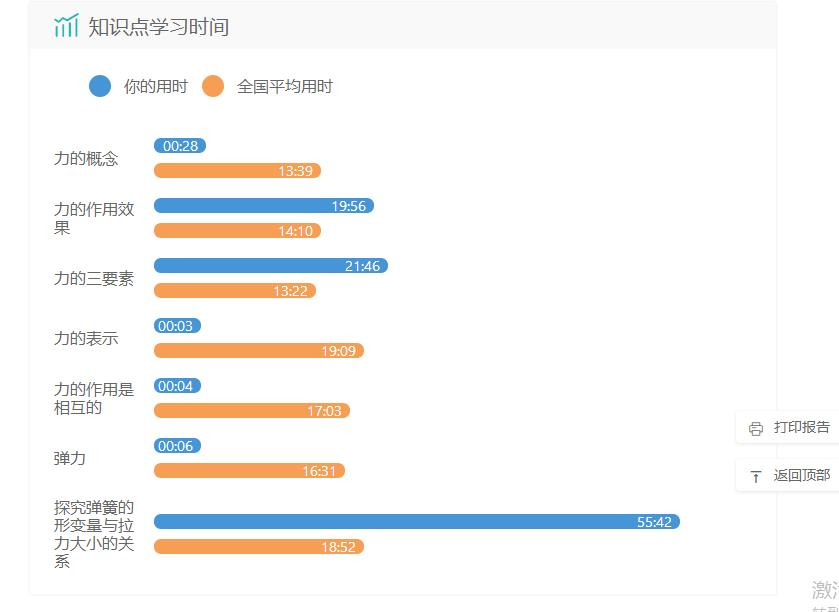 知识点学习时间
你的用时 全国平均用时
力的概念
00:28
13:39
力的作用效
果
19:56
14:10
力的三要素
21:46
13:22
力的表示
00:03
19:09
力的作用是
相互的
00:04
17:03
打印报告
弹力
00:06
16:31
返回顶部
探究弹簧的
形变量与拉
力大小的关
系
55:42
18:52